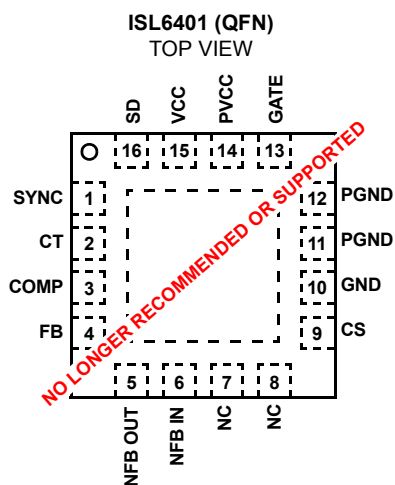 ISL6401 (QFN)
TOP VIEW
SD
VCC
PVCC
GATE
16
15
14
13
SYNC
1
12
PGND
CT
2
11
PGND
COMP
3
10
GND
FB
4
9
CS
5
6
7
8
NFB OUT
NFB IN
NC
NC
NO LONGER RECOMMENDED OR SUPPORTED